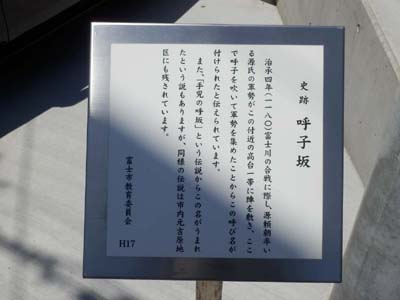 史跡 呼子坂
治承四年(一一八〇)富士川の合戦に際し、源頼朝率い
る源氏の軍勢がこの付近の高台一帯に陣を敷き、ここ
で呼子を吹いて軍勢を集めたことからこの呼び名が
付けられたと伝えられています。
また、「手児の呼坂」という伝説からこの名がうまれ
たという説もありますが、同様の伝説は市内元吉原地
区にも残されています。
富士市教育委員会
H17